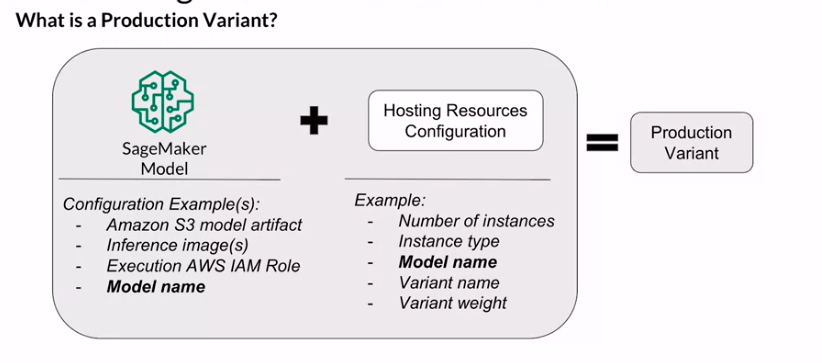 What is a Production Variant?
SageMaker
Model
Configuration Example(s):
- Amazon S3 model artifact
- Inference image(s)
- Execution AWS IAM Role
- Model name
+
Hosting Resources
Configuration
Example:
- Number of instances
- Instance type
- Model name
- Variant name
- Variant weight
=
Production
Variant